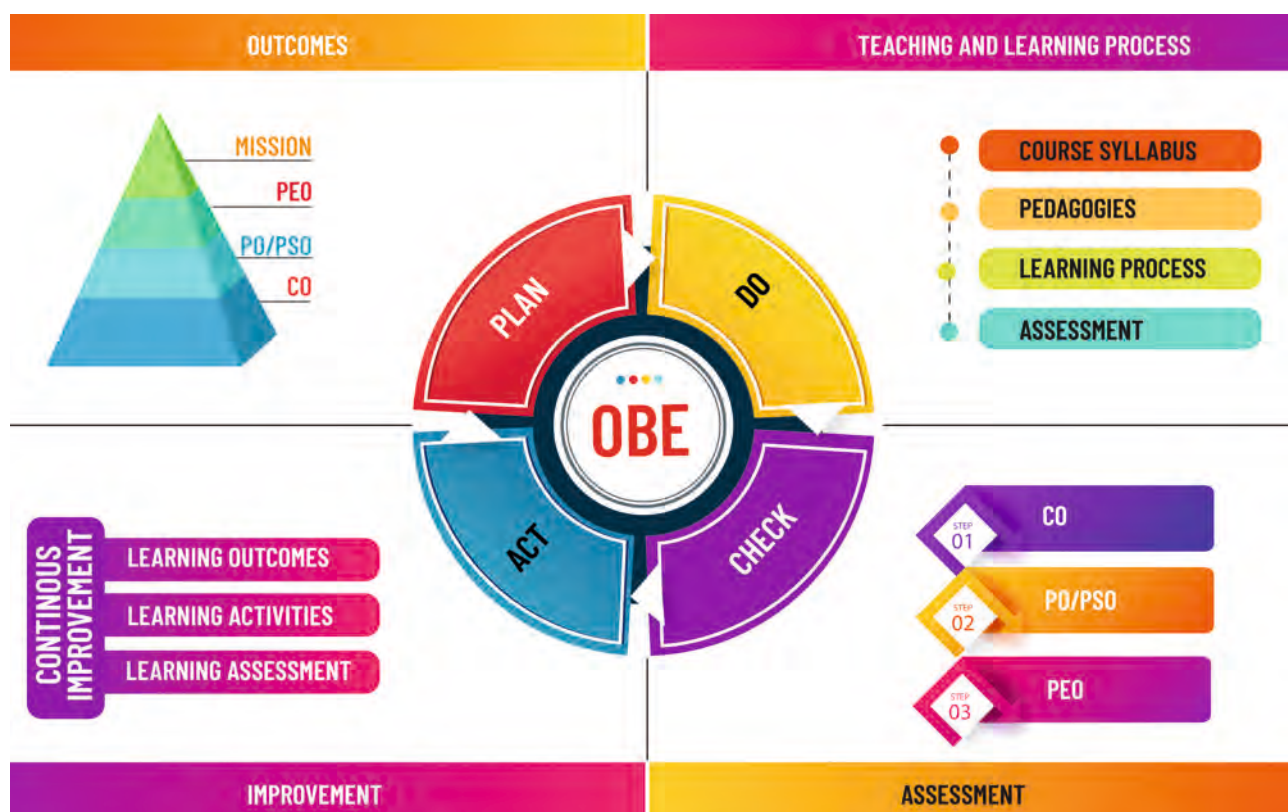 OUTCOMES
TEACHING AND LEARNING PROCESS
MISSION
PEO
PO/PSO
CO
COURSE SYLLABUS
PEDAGOGIES
LEARNING PROCESS
ASSESSMENT
PLAN
DO
OBE
ACT
CHECK
CONTINOUS
IMPROVEMENT
LEARNING OUTCOMES
LEARNING ACTIVITIES
LEARNING ASSESSMENT
STEP
01
CO
STEP
02
PO/PSO
STEP
03
PEO
IMPROVEMENT
ASSESSMENT